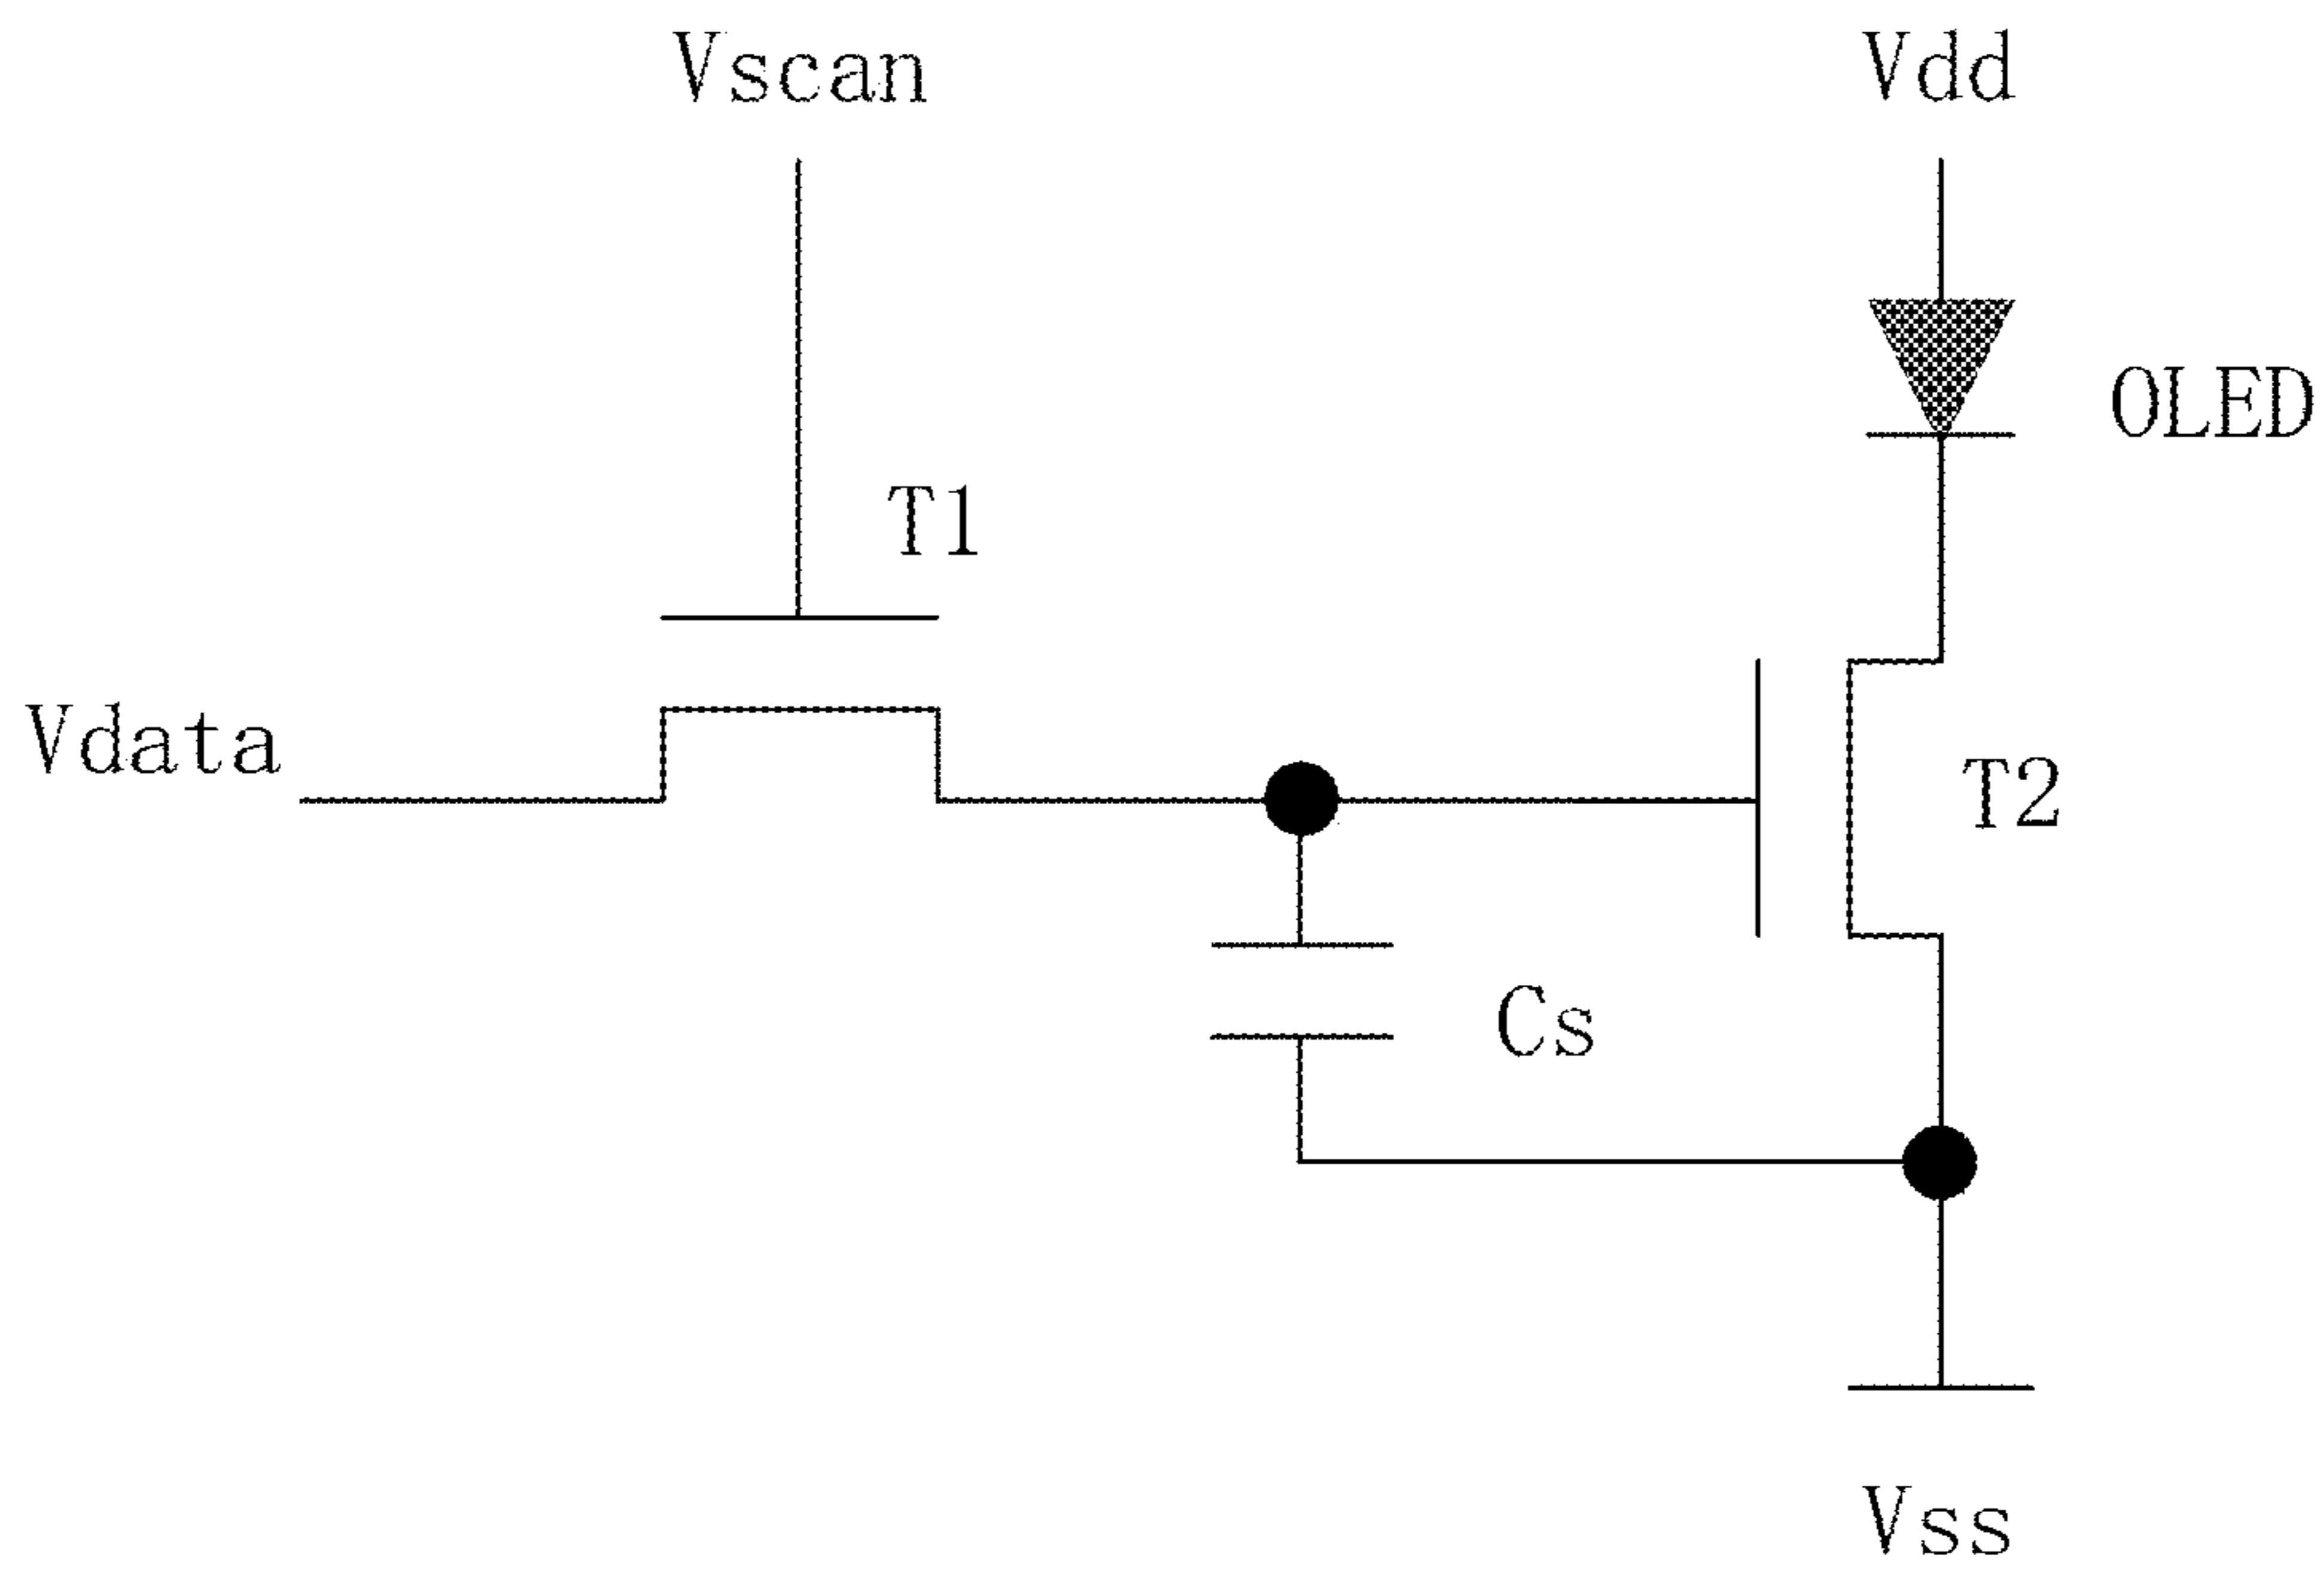 Vscan
Vdd
OLED
T1
Vdata
T2
Cs
Vss